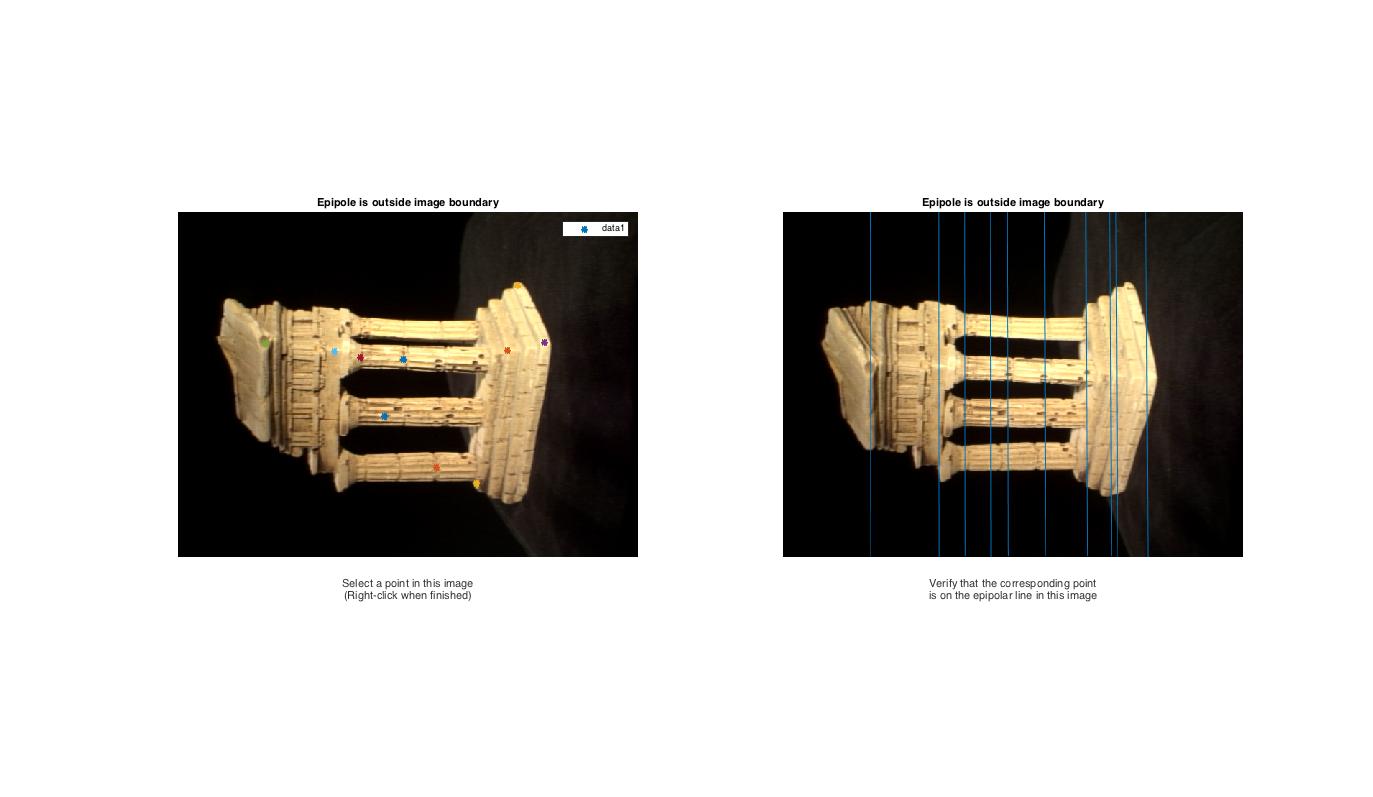 Epipole is outside image boundary
data1
Select a point in this image
(Right-click when finished)
Epipole is outside image boundary
Verify that the corresponding point
is on the epipolar line in this image